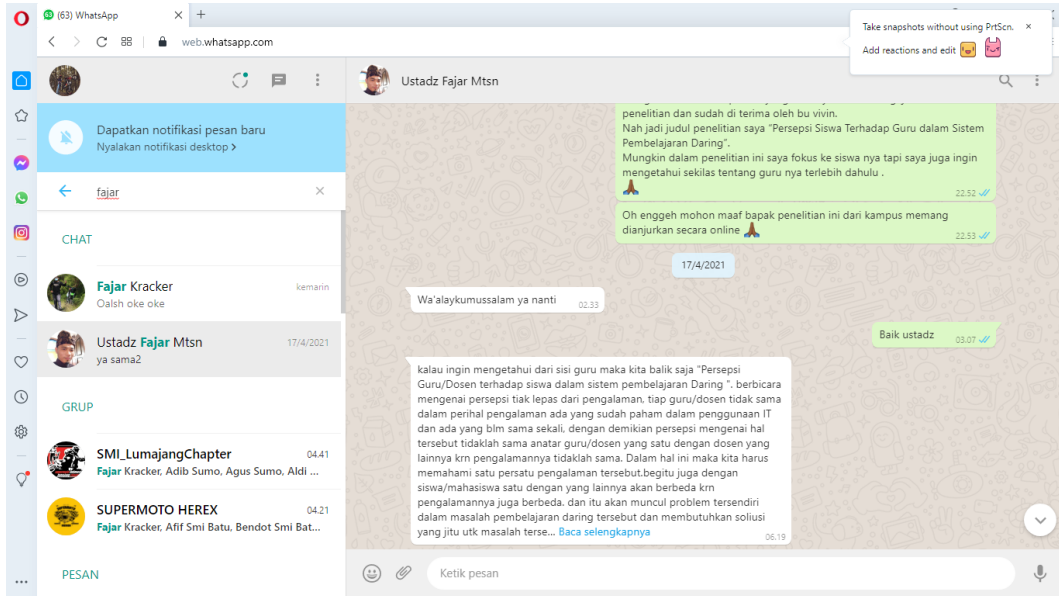 (63) WhatsApp
web.whatsapp.com
Take snapshots without using PrtScn.
Add reactions and edit
Dapatkan notifikasi pesan baru
Nyalakan notifikasi desktop >
fajar
CHAT
Fajar Kracker
kemarin
Oalsh oke oke
Ustadz Fajar Mtsn
17/4/2021
ya sama2
GRUP
SMI_LumajangChapter
04.41
Fajar Kracker, Adib Sumo, Agus Sumo, Aldi ...
SUPERMOTO HEREX
04.21
Fajar Kracker, Afif Smi Batu, Bendot Smi Bat...
PESAN
Ustadz Fajar Mtsn
penelitian dan sudah di terima oleh bu vivin.
Nah jadi judul penelitian saya "Persepsi Siswa Terhadap Guru dalam Sistem
Pembelajaran Daring".
Mungkin dalam penelitian ini saya fokus ke siswa nya tapi saya juga ingin
mengetahui sekilas tentang guru nya terlebih dahulu .
22.52
Oh enggeh mohon maaf bapak penelitian ini dari kampus memang
dianjurkan secara online
22.53
17/4/2021
Wa'alaykumussalam ya nanti
02.33
Baik ustadz
03.07
kalau ingin mengetahui dari sisi guru maka kita balik saja "Persepsi
Guru/Dosen terhadap siswa dalam sistem pembelajaran Daring ". berbicara
mengenai persepsi tiak lepas dari pengalaman, tiap guru/dosen tidak sama
dalam perihal pengalaman ada yang sudah paham dalam penggunaan IT
dan ada yang blm sama sekali, dengan demikian persepsi mengenai hal
tersebut tidaklah sama anatar guru/dosen yang satu dengan dosen yang
lainnya krn pengalamannya tidaklah sama. Dalam hal ini maka kita harus
memahami satu persatu pengalaman tersebut.begitu juga dengan
siswa/mahasiswa satu dengan yang lainnya akan berbeda krn
pengalamannya juga berbeda. dan itu akan muncul problem tersendiri
dalam masalah pembelajaran daring tersebut dan membutuhkan soliusi
yang jitu utk masalah terse... Baca selengkapnya
06.19
Ketik pesan